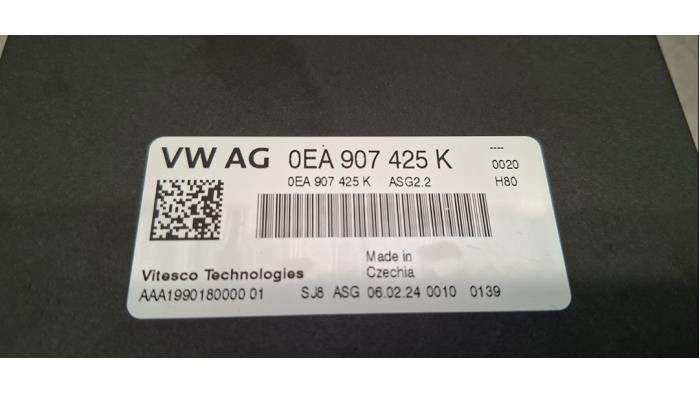 VW AG 0EA 907 425 K
----
0020
0EA 907 425 K ASG2.2 H80
Made in
Czechia
Vitesco Technologies
AAA1990180000 01 SJ8 ASG 06.02.24 0010 0139